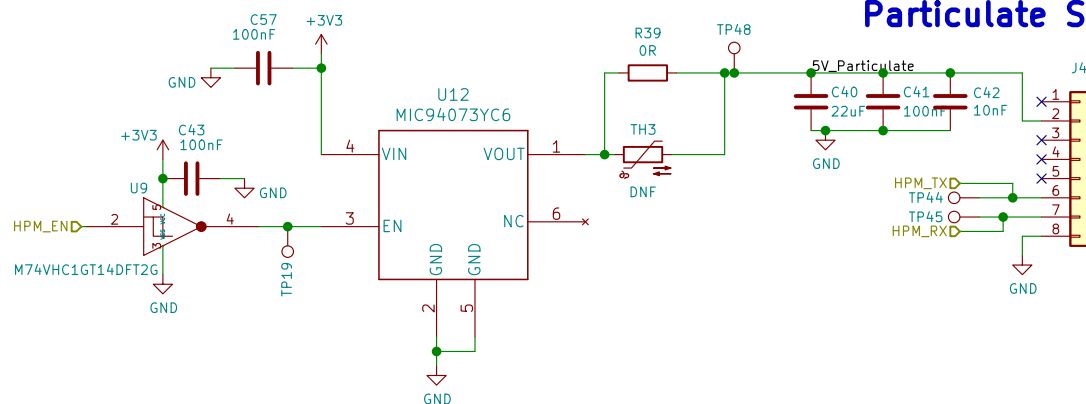 Particulate S
C57
100nF
+3V3
GND
R39
0R
TP48
5V_Particulate
J4
C40
22uF
C41
100nF
C42
10nF
GND
U12
MIC94073YC6
4
VIN
VOUT
1
TH3
DNF
+3V3
C43
100nF
GND
U9
5
HPM_EN
2
4
3
M74VHC1GT14DFT2G
GND
TP19
3
EN
NC
6
GND
GND
2
5
GND
1
2
3
4
5
6
7
8
HPM_TX
TP44
TP45
HPM_RX
GND